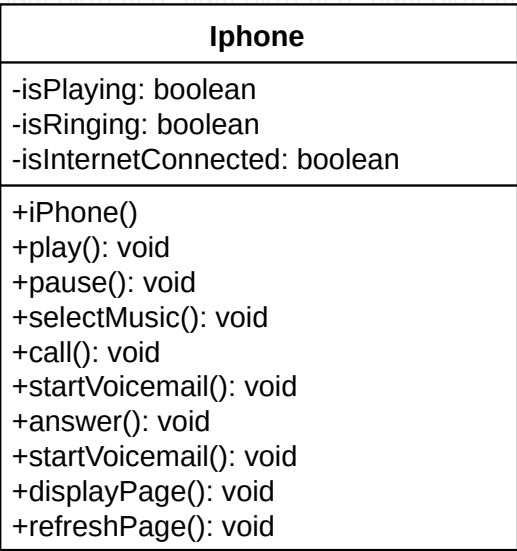 Iphone
-isPlaying: boolean
-isRinging: boolean
-isInternetConnected: boolean
+iPhone()
+play(): void
+pause(): void
+selectMusic(): void
+call(): void
+startVoicemail(): void
+answer(): void
+startVoicemail(): void
+displayPage(): void
+refreshPage(): void